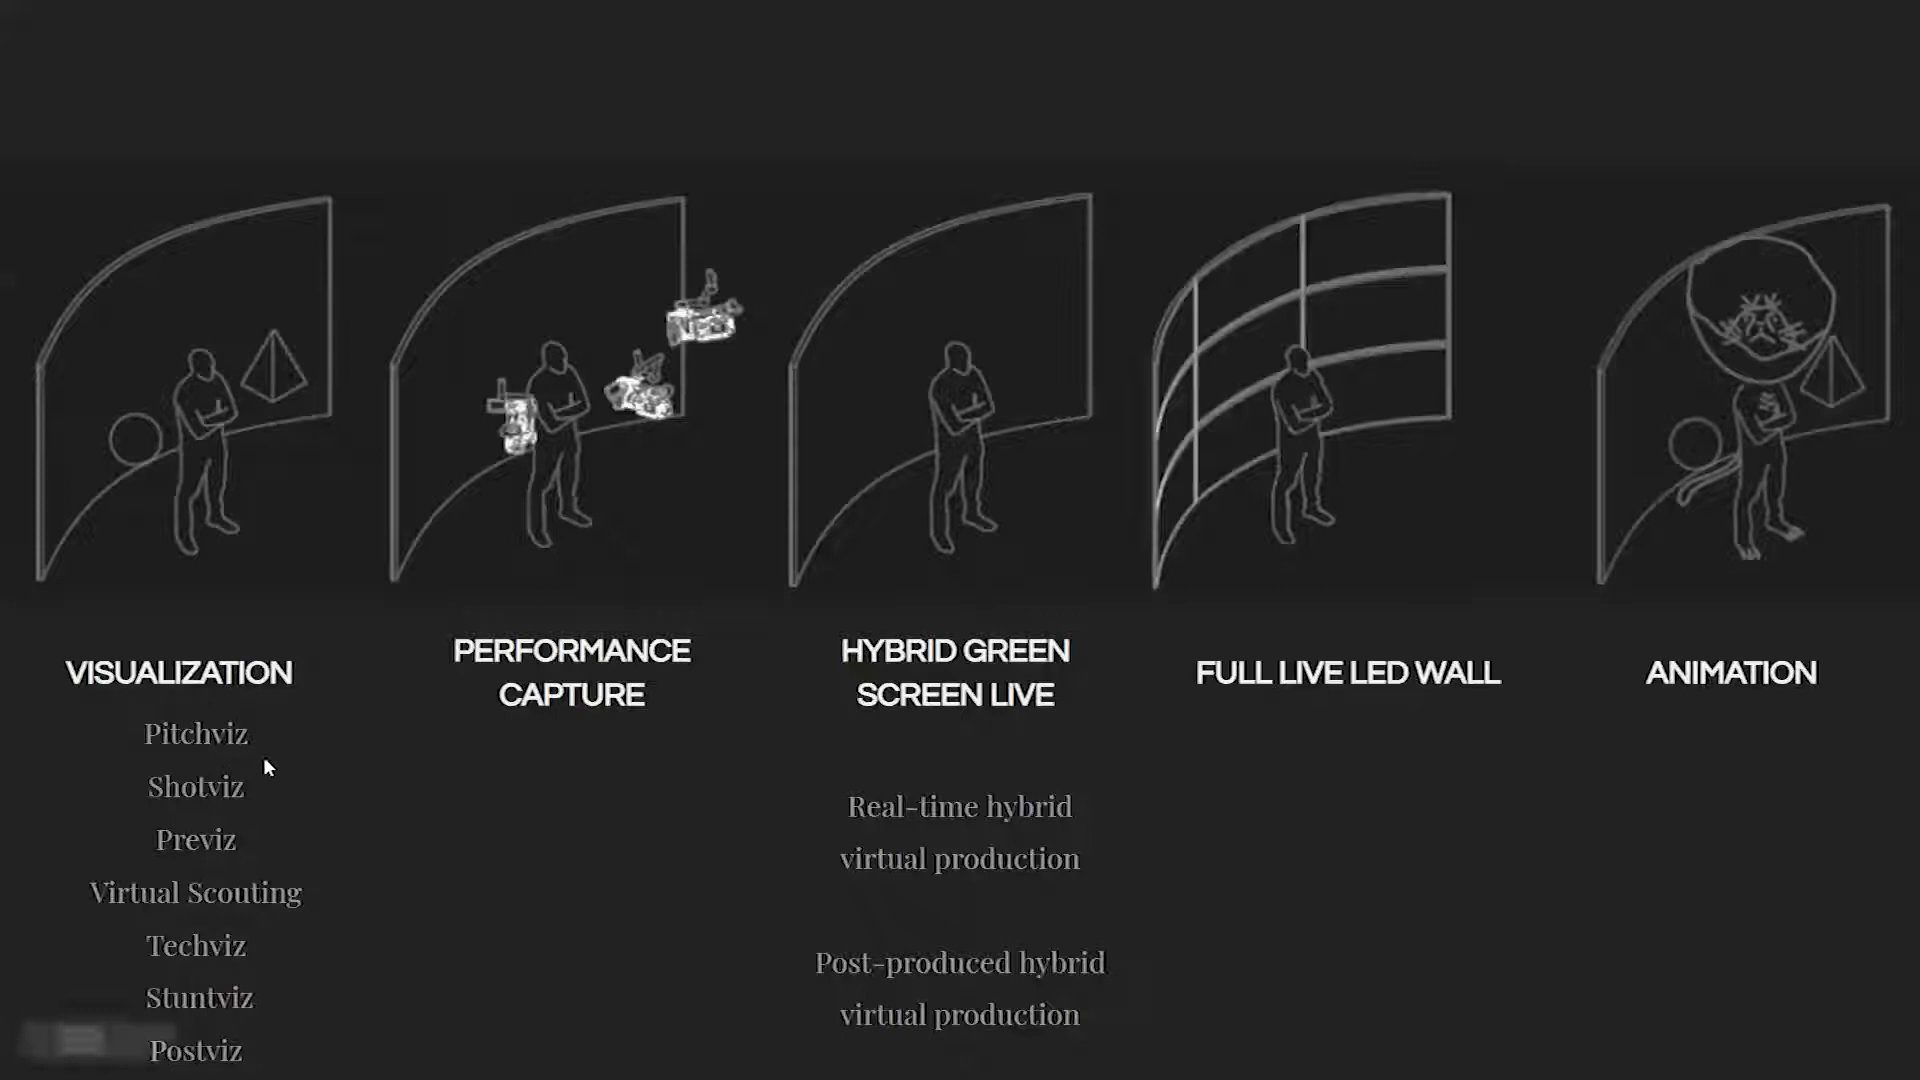 VISUALIZATION
Pitchviz
Shotviz
Previz
Virtual Scouting
Techviz
Stuntviz
Postviz
PERFORMANCE
CAPTURE
HYBRID GREEN
SCREEN LIVE
Real-time hybrid
virtual production
Post-produced hybrid
virtual production
FULL LIVE LED WALL
ANIMATION